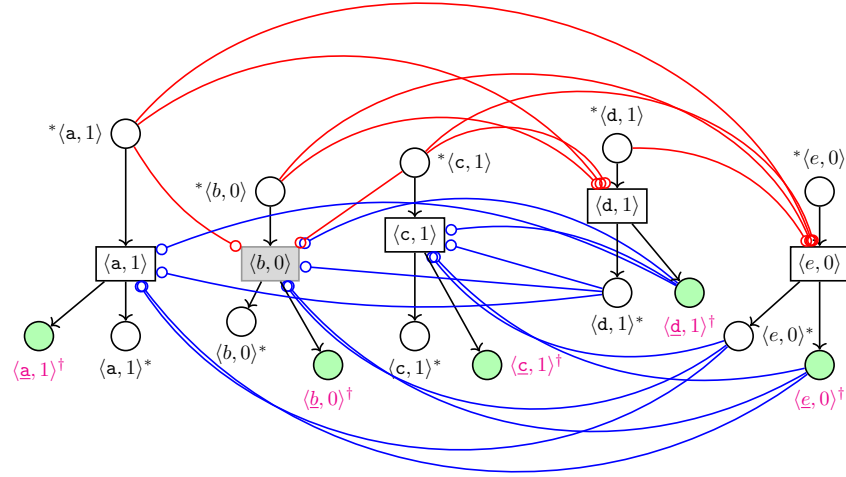 *⟨d, 1⟩
*⟨a, 1⟩
*⟨c, 1⟩
*⟨e, 0⟩
*⟨b, 0⟩
⟨d, 1⟩
⟨c, 1⟩
⟨a, 1⟩
⟨b, 0⟩
⟨e, 0⟩
⟨d, 1⟩*
⟨d, 1⟩†
⟨e, 0⟩*
⟨a, 1⟩†
⟨a, 1⟩*
⟨b, 0⟩*
⟨c, 1⟩*
⟨c, 1⟩†
⟨b, 0⟩†
⟨e, 0⟩†